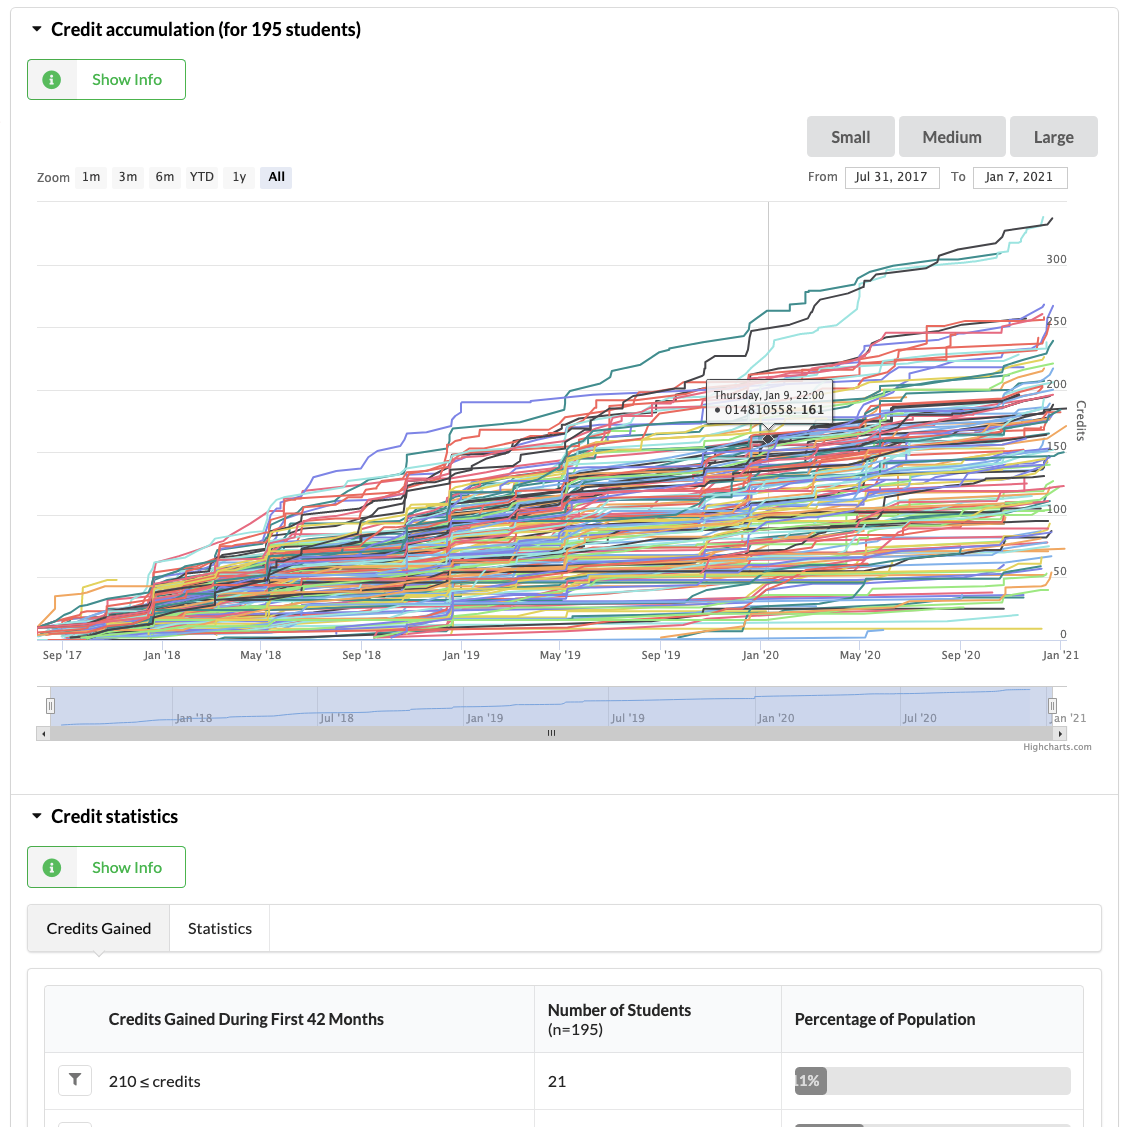 Credit accumulation (for 195 students)
Show Info
Small Medium Large
Zoom 1m 3m 6m YTD 1y All
From Jul 31, 2017 To Jan 7, 2021
300
250
200
150
100
50
0
Credits
Thursday, Jan 9, 22:00
● 014810558: 161
Sep '17 Jan '18 May '18 Sep '18 Jan '19 May '19 Sep '19 Jan '20 May '20 Sep '20 Jan '21
Jan '18 Jul '18 Jan '19 Jul '19 Jan '20 Jul '20 Jan '21
Highcharts.com
Credit statistics
Show Info
Credits Gained Statistics
Credits Gained During First 42 Months Number of Students Percentage of Population
(n=195)
210 ≤ credits 21 11%